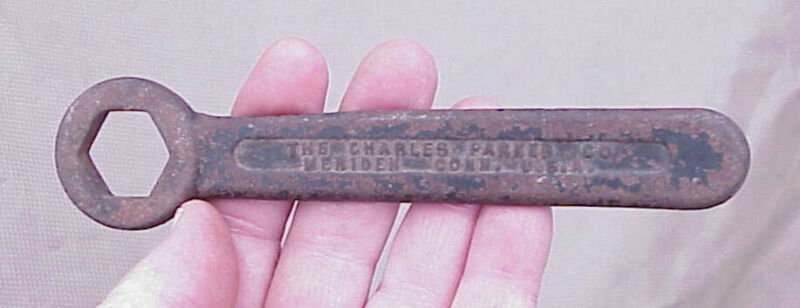 THE CHARLES PARKER CO.
MERIDEN CONN. U.S.A.